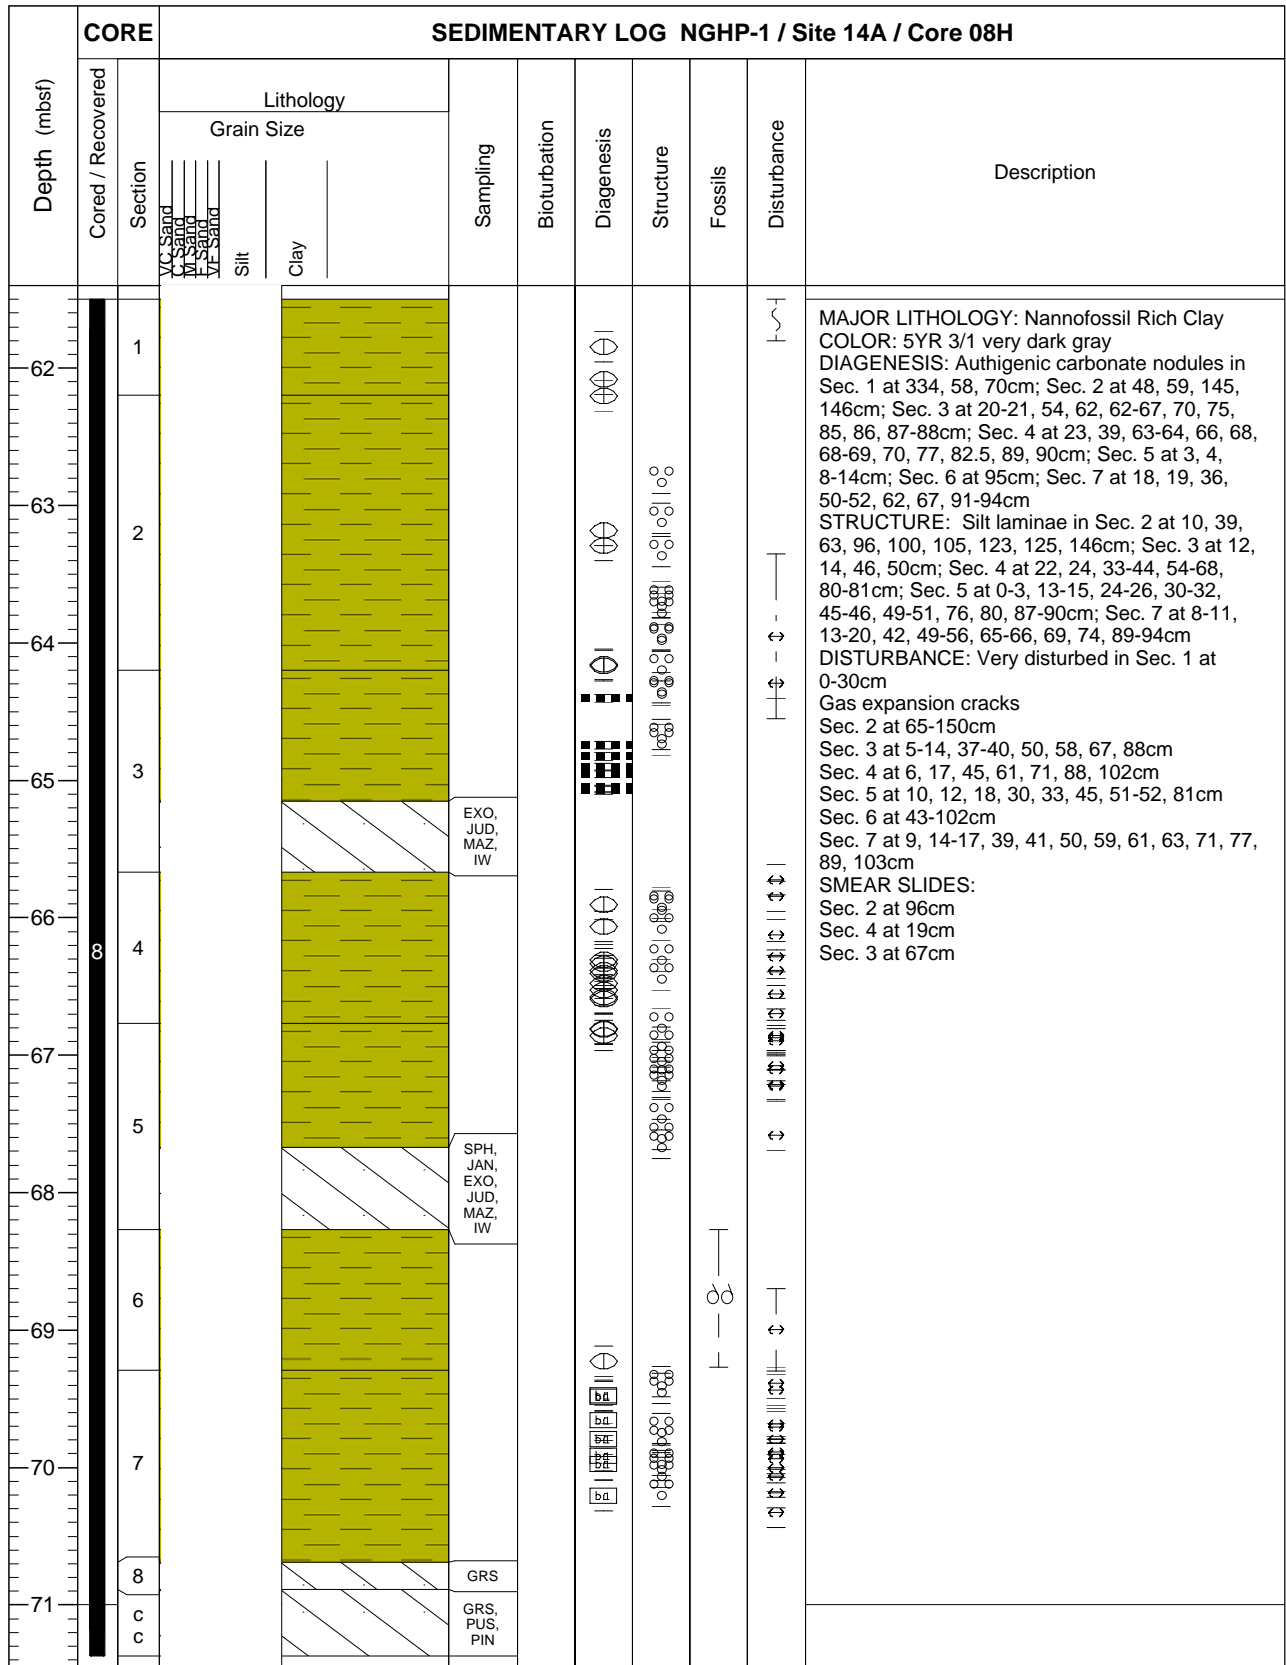 CORE
SEDIMENTARY LOG NGHP-1 / Site 14A / Core 08H
Depth (mbsf)
Cored / Recovered
Section
Lithology
Grain Size
VC Sand
C Sand
M Sand
F Sand
VF Sand
Silt
Clay
Sampling
Bioturbation
Diagenesis
Structure
Fossils
Disturbance
Description
62
63
64
65
66
67
68
69
70
71
8
1
2
3
4
5
6
7
8
c
c
EXO,
JUD,
MAZ,
IW
SPH,
JAN,
EXO,
JUD,
MAZ,
IW
GRS
GRS,
PUS,
PIN
MAJOR LITHOLOGY: Nannofossil Rich Clay
COLOR: 5YR 3/1 very dark gray
DIAGENESIS: Authigenic carbonate nodules in
Sec. 1 at 334, 58, 70cm; Sec. 2 at 48, 59, 145,
146cm; Sec. 3 at 20-21, 54, 62, 62-67, 70, 75,
85, 86, 87-88cm; Sec. 4 at 23, 39, 63-64, 66, 68,
68-69, 70, 77, 82.5, 89, 90cm; Sec. 5 at 3, 4,
8-14cm; Sec. 6 at 95cm; Sec. 7 at 18, 19, 36,
50-52, 62, 67, 91-94cm
STRUCTURE: Silt laminae in Sec. 2 at 10, 39,
63, 96, 100, 105, 123, 125, 146cm; Sec. 3 at 12,
14, 46, 50cm; Sec. 4 at 22, 24, 33-44, 54-68,
80-81cm; Sec. 5 at 0-3, 13-15, 24-26, 30-32,
45-46, 49-51, 76, 80, 87-90cm; Sec. 7 at 8-11,
13-20, 42, 49-56, 65-66, 69, 74, 89-94cm
DISTURBANCE: Very disturbed in Sec. 1 at
0-30cm
Gas expansion cracks
Sec. 2 at 65-150cm
Sec. 3 at 5-14, 37-40, 50, 58, 67, 88cm
Sec. 4 at 6, 17, 45, 61, 71, 88, 102cm
Sec. 5 at 10, 12, 18, 30, 33, 45, 51-52, 81cm
Sec. 6 at 43-102cm
Sec. 7 at 9, 14-17, 39, 41, 50, 59, 61, 63, 71, 77,
89, 103cm
SMEAR SLIDES:
Sec. 2 at 96cm
Sec. 4 at 19cm
Sec. 3 at 67cm